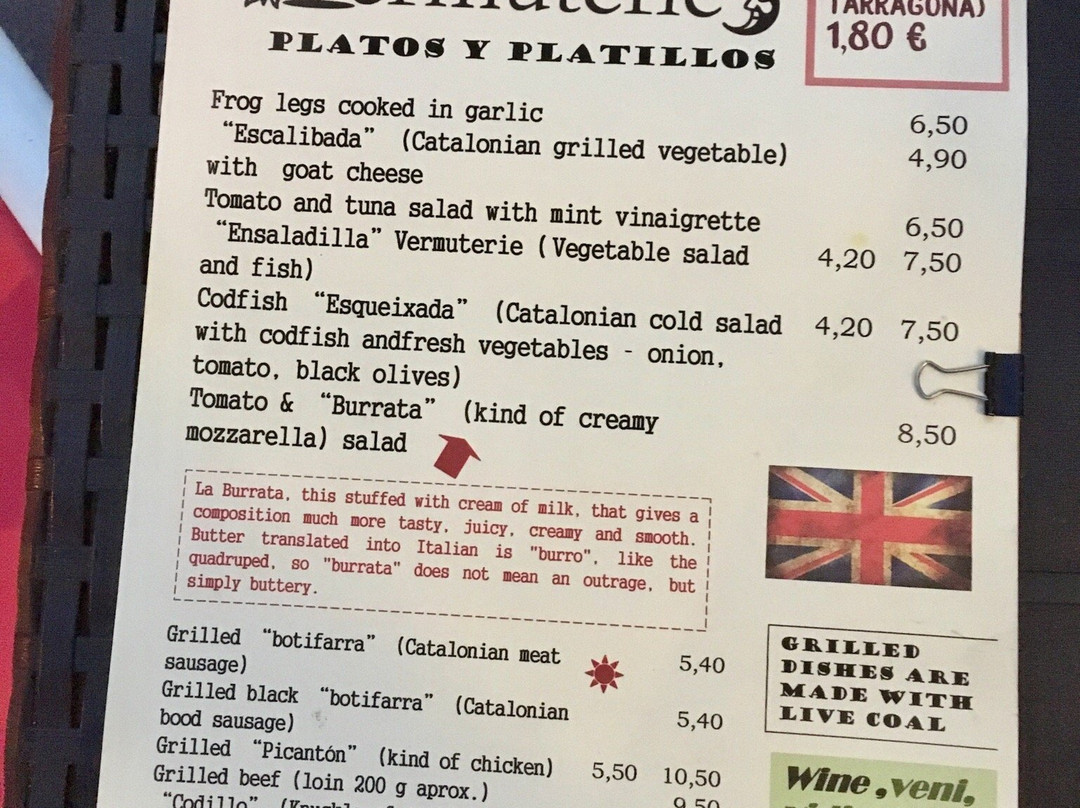 TARRAGONA)
1,80 €
PLATOS Y PLATILLOS
Frog legs cooked in garlic 6,50
“Escalibada” (Catalonian grilled vegetable) 4,90
with goat cheese
Tomato and tuna salad with mint vinaigrette 6,50
“Ensaladilla” Vermuterie (Vegetable salad 4,20 7,50
and fish)
Codfish “Esqueixada” (Catalonian cold salad 4,20 7,50
with codfish andfresh vegetables - onion,
tomato, black olives)
Tomato & “Burrata” (kind of creamy
mozzarella) salad 8,50
La Burrata, this stuffed with cream of milk, that gives a
composition much more tasty, juicy, creamy and smooth.
Butter translated into Italian is "burro", like the
quadruped, so "burrata" does not mean an outrage, but
simply buttery.
Grilled “botifarra” (Catalonian meat 5,40
sausage)
Grilled black “botifarra” (Catalonian 5,40
bood sausage)
Grilled “Picantón” (kind of chicken) 5,50 10,50
Grilled beef (loin 200 g aprox.) 9,50
“Codillo”
GRILLED
DISHES ARE
MADE WITH
LIVE COAL
Wine ,veni,